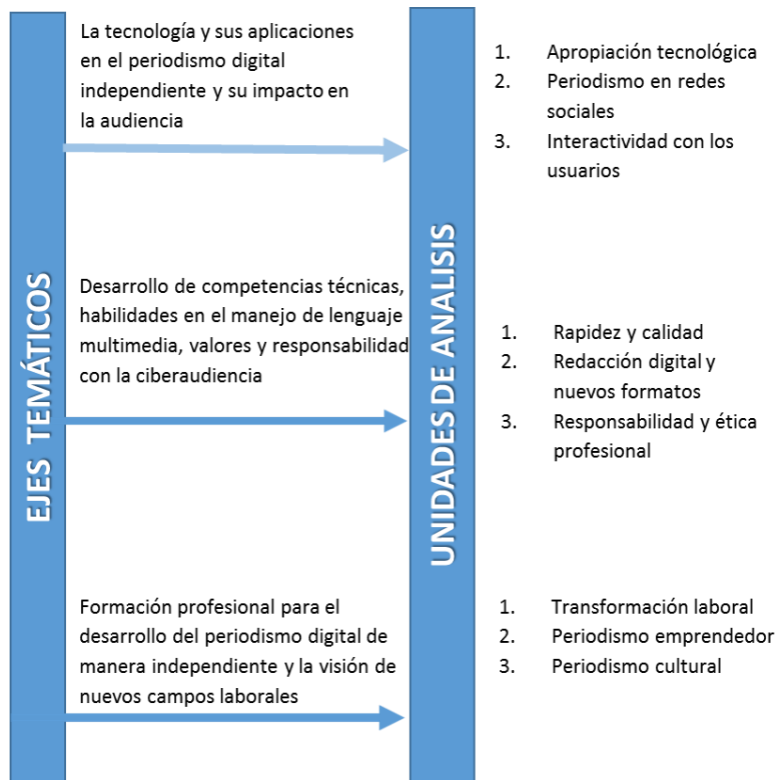 EJES TEMÁTICOS
La tecnología y sus aplicaciones
en el periodismo digital
independiente y su impacto en
la audiencia
Desarrollo de competencias técnicas,
habilidades en el manejo de lenguaje
multimedia, valores y responsabilidad
con la ciberaudiencia
Formación profesional para el
desarrollo del periodismo digital de
manera independiente y la visión de
nuevos campos laborales
UNIDADES DE ANALISIS
1. Apropiación tecnológica
2. Periodismo en redes
sociales
3. Interactividad con los
usuarios
1. Rapidez y calidad
2. Redacción digital y
nuevos formatos
3. Responsabilidad y ética
profesional
1. Transformación laboral
2. Periodismo emprendedor
3. Periodismo cultural